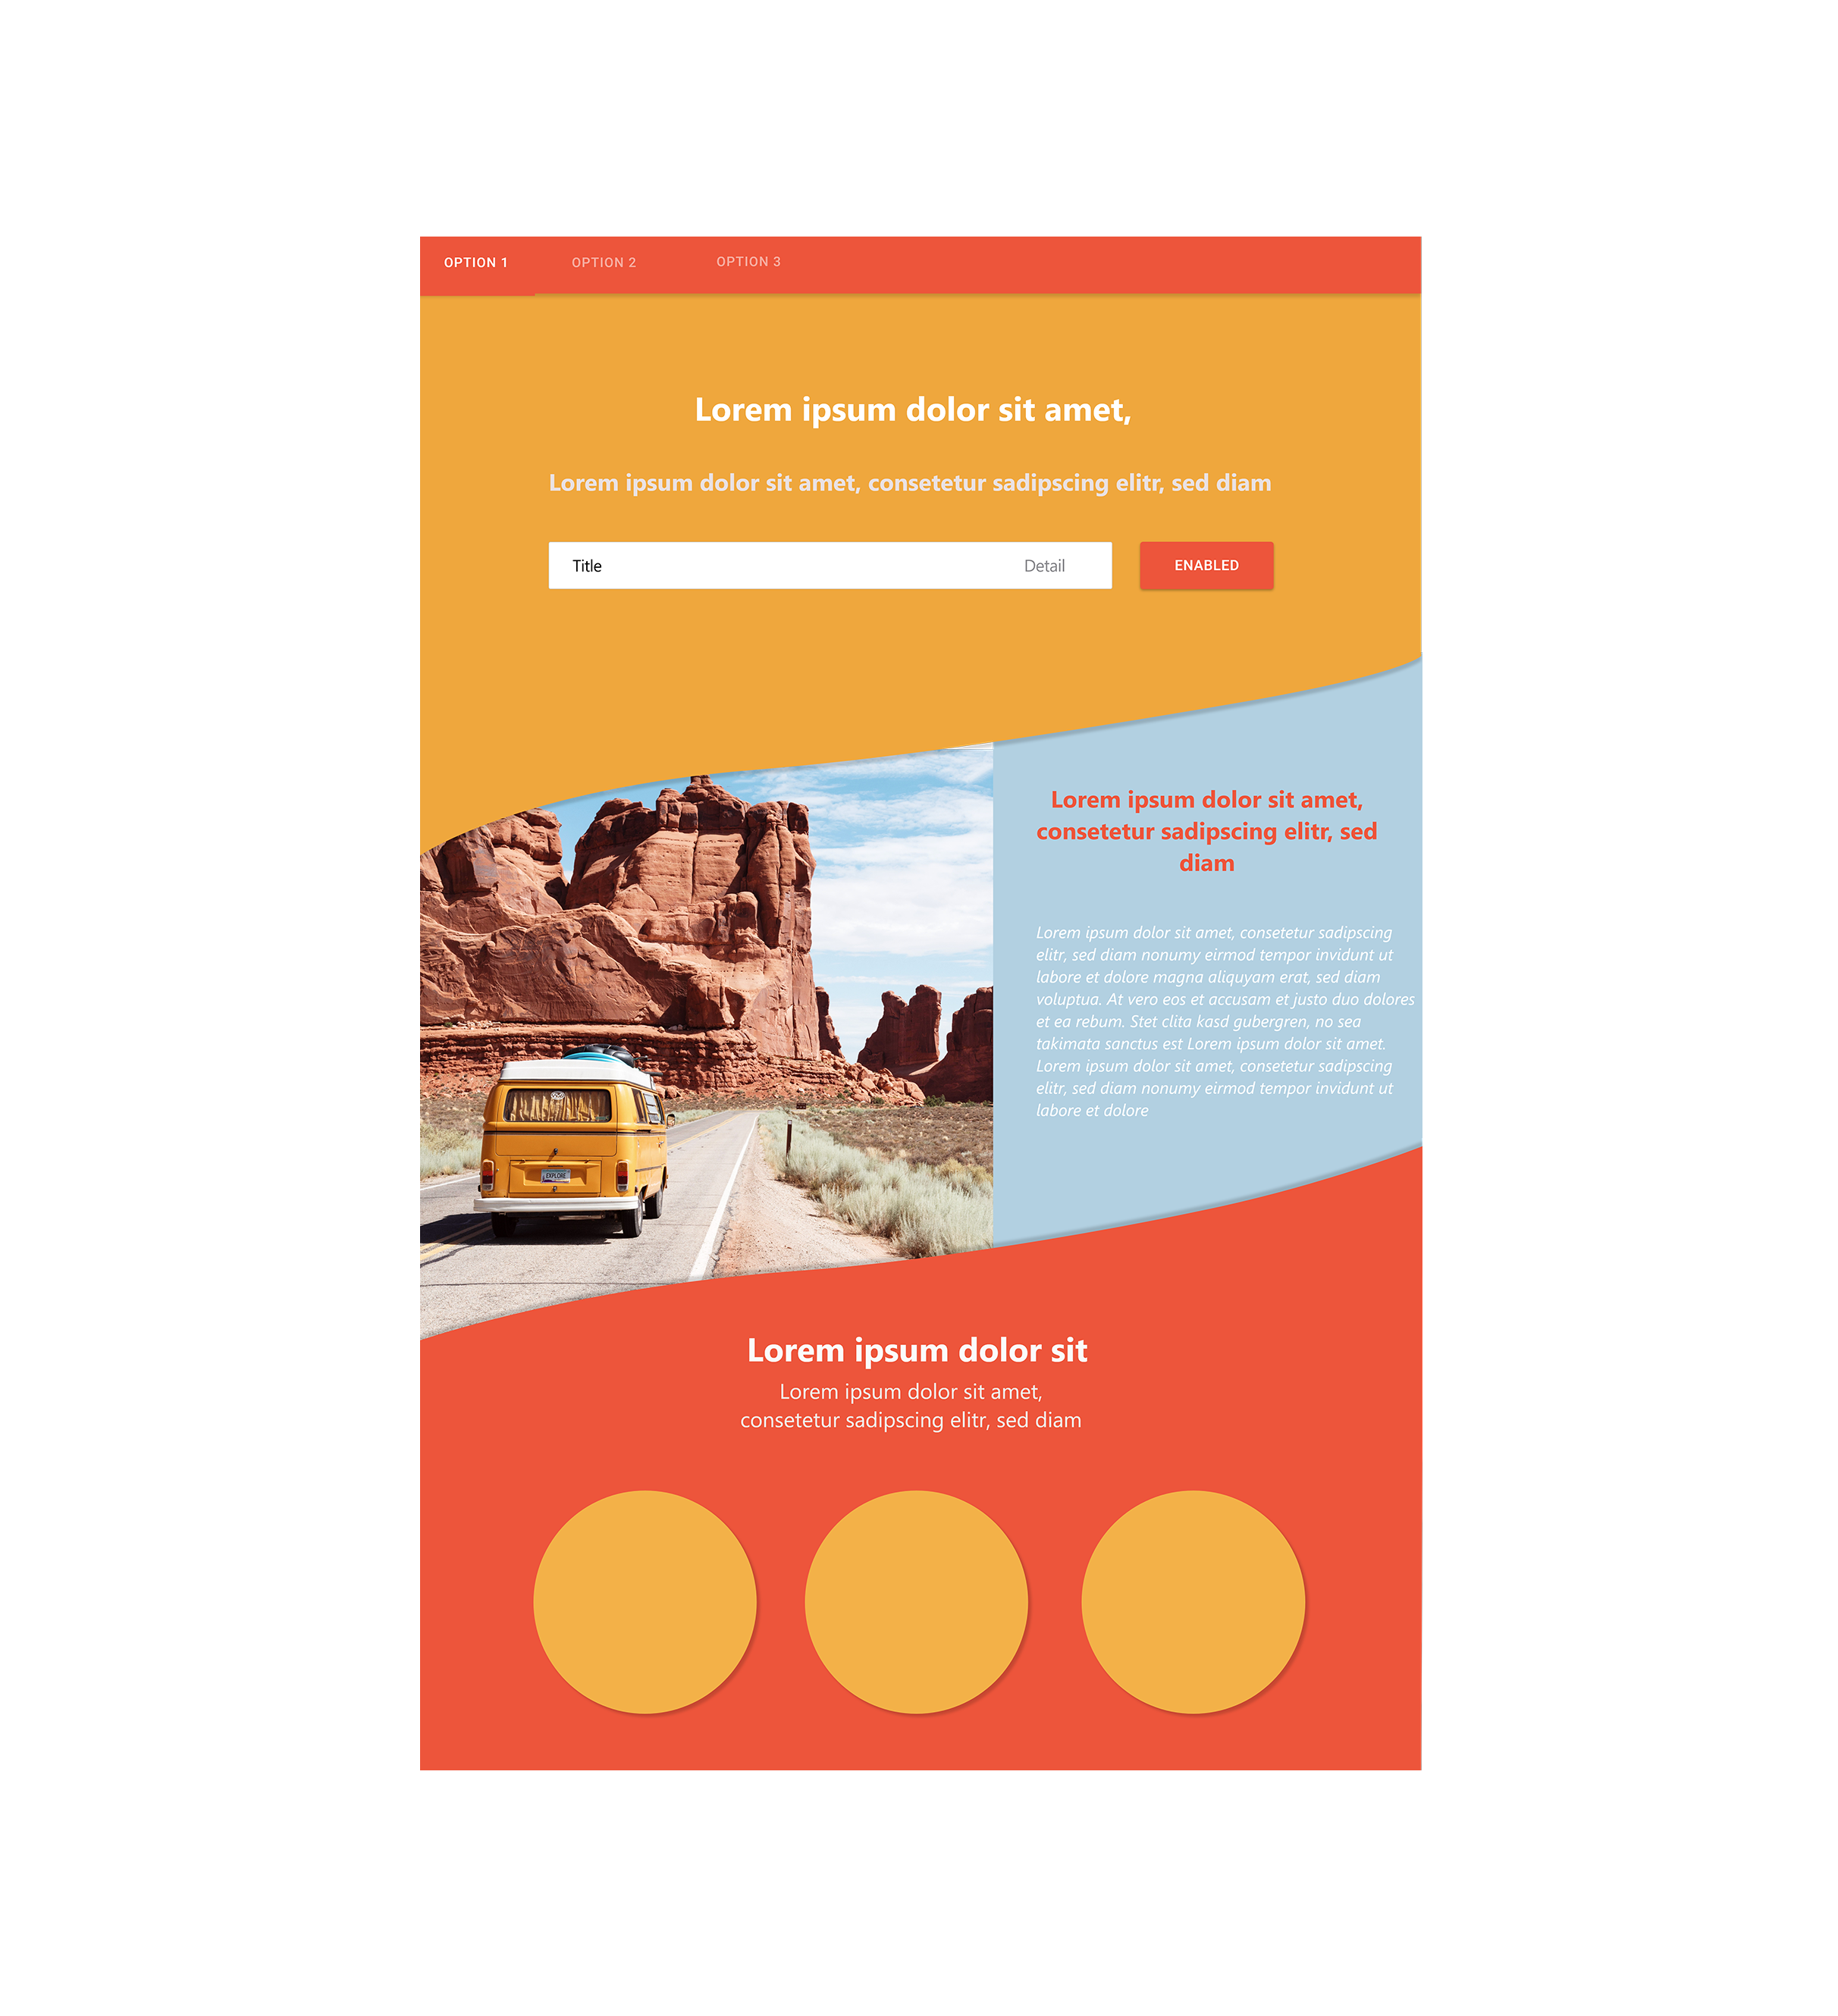 OPTION 1 OPTION 2 OPTION 3
Lorem ipsum dolor sit amet,
Lorem ipsum dolor sit amet, consetetur sadipscing elitr, sed diam
Title Detail ENABLED
Lorem ipsum dolor sit amet,
consetetur sadipscing elitr, sed
diam
Lorem ipsum dolor sit amet, consetetur sadipscing
elitr, sed diam nonumy eirmod tempor invidunt ut
labore et dolore magna aliquyam erat, sed diam
voluptua. At vero eos et accusam et justo duo dolores
et ea rebum. Stet clita kasd gubergren, no sea
takimata sanctus est Lorem ipsum dolor sit amet.
Lorem ipsum dolor sit amet, consetetur sadipscing
elitr, sed diam nonumy eirmod tempor invidunt ut
labore et dolore
EXPLORE
Lorem ipsum dolor sit
Lorem ipsum dolor sit amet,
consetetur sadipscing elitr, sed diam